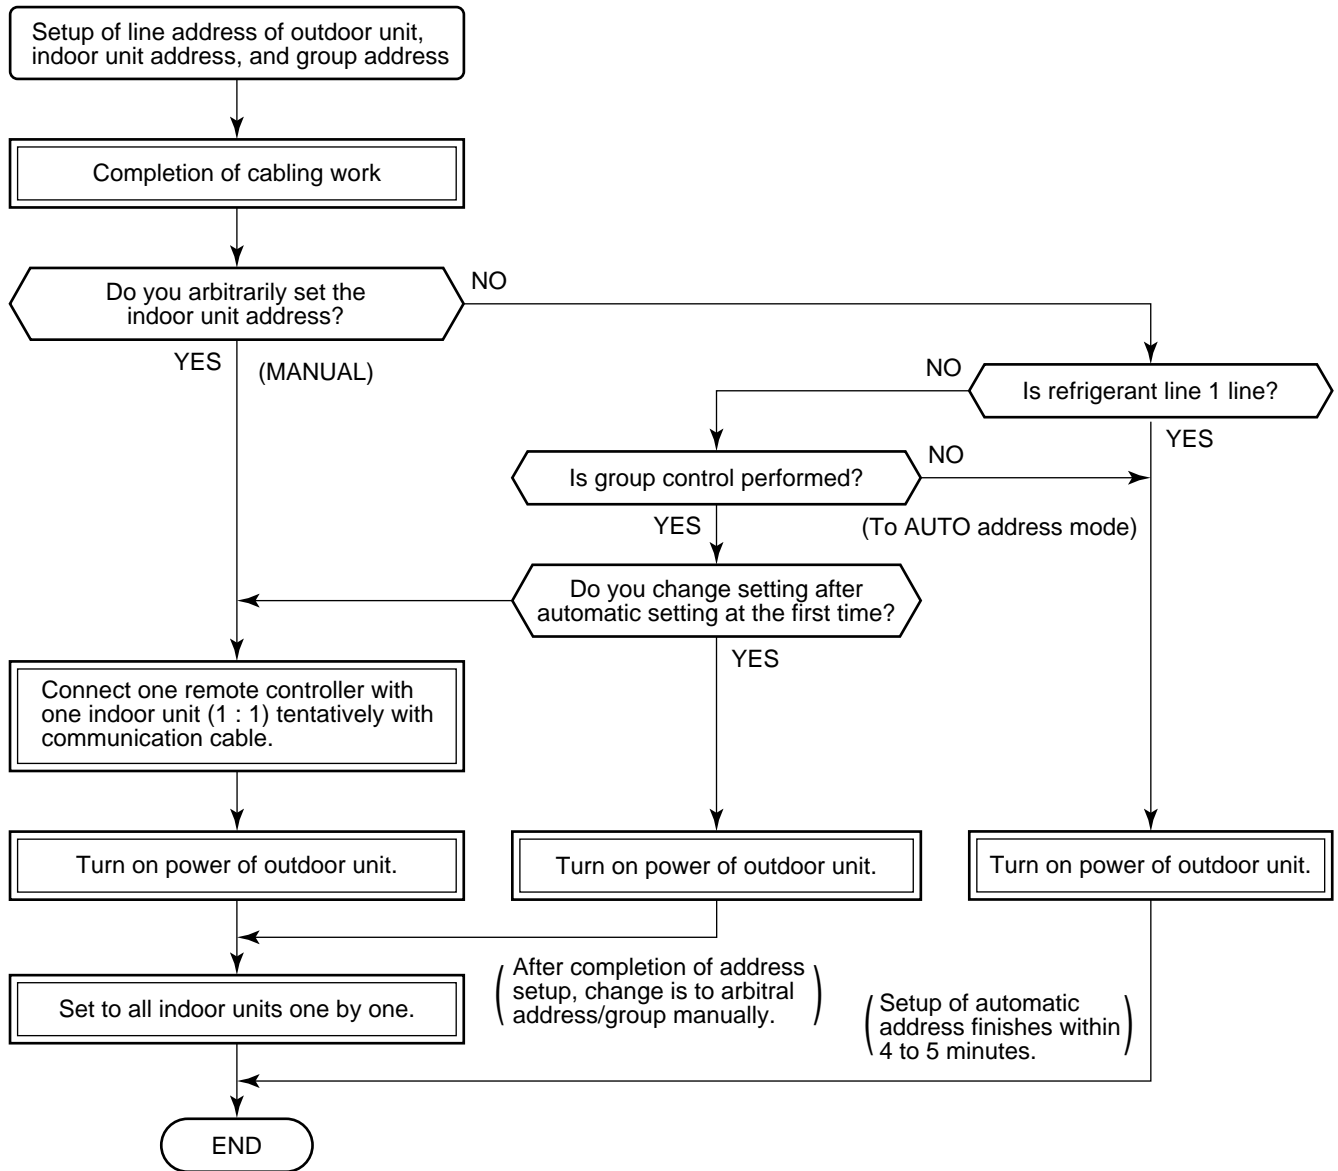 Setup of line address of outdoor unit,
indoor unit address, and group address
Completion of cabling work
Do you arbitrarily set the
indoor unit address?
NO
YES
(MANUAL)
NO
Is refrigerant line 1 line?
YES
Is group control performed?
NO
YES
(To AUTO address mode)
Do you change setting after
automatic setting at the first time?
YES
Connect one remote controller with
one indoor unit (1 : 1) tentatively with
communication cable.
Turn on power of outdoor unit.
Turn on power of outdoor unit.
Turn on power of outdoor unit.
(After completion of address
setup, change is to arbitral
address/group manually.)
Set to all indoor units one by one.
(Setup of automatic
address finishes within
4 to 5 minutes.)
END